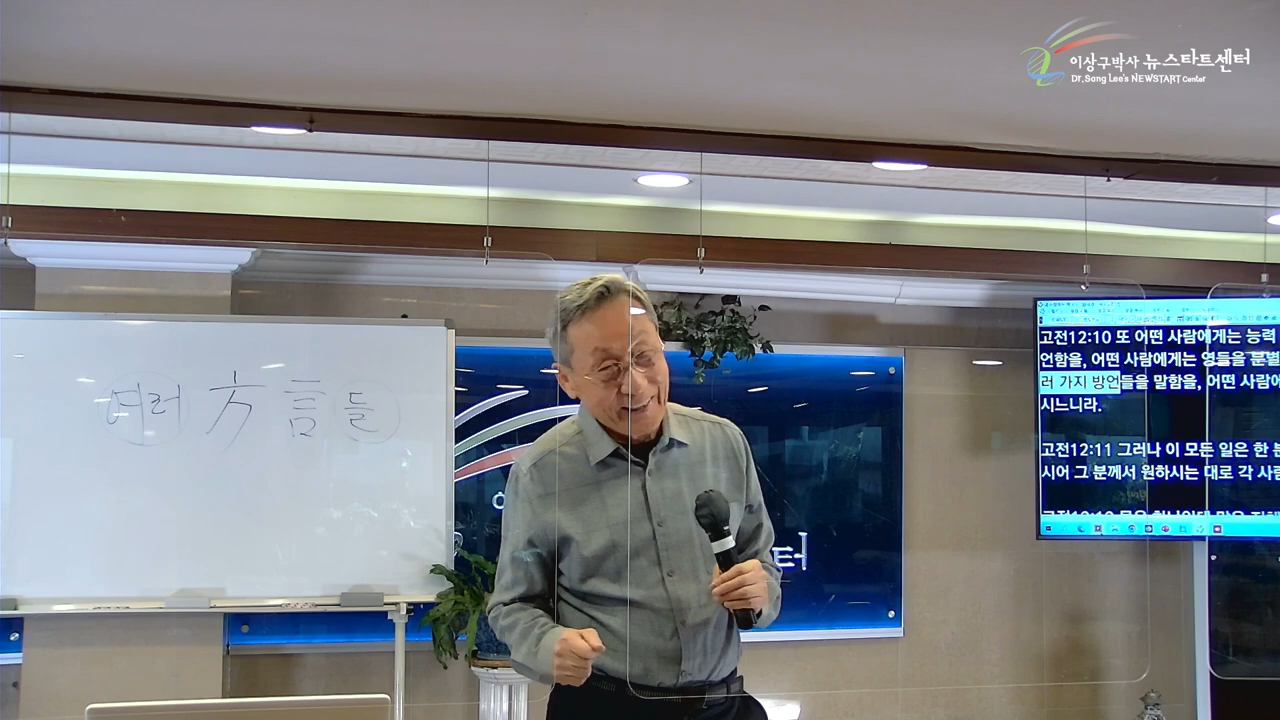 이상구박사 뉴스타트센터
Dr. Sang Lee's NEWSTART Center
여러 方言들
고전12:10 또 어떤 사람에게는 능력
언함을, 어떤 사람에게는 영들을 분별
러 가지 방언들을 말함을, 어떤 사람에
시느니라.
고전12:11 그러나 이 모든 일은 한 분
시어 그 분께서 원하시는 대로 각 사람
터